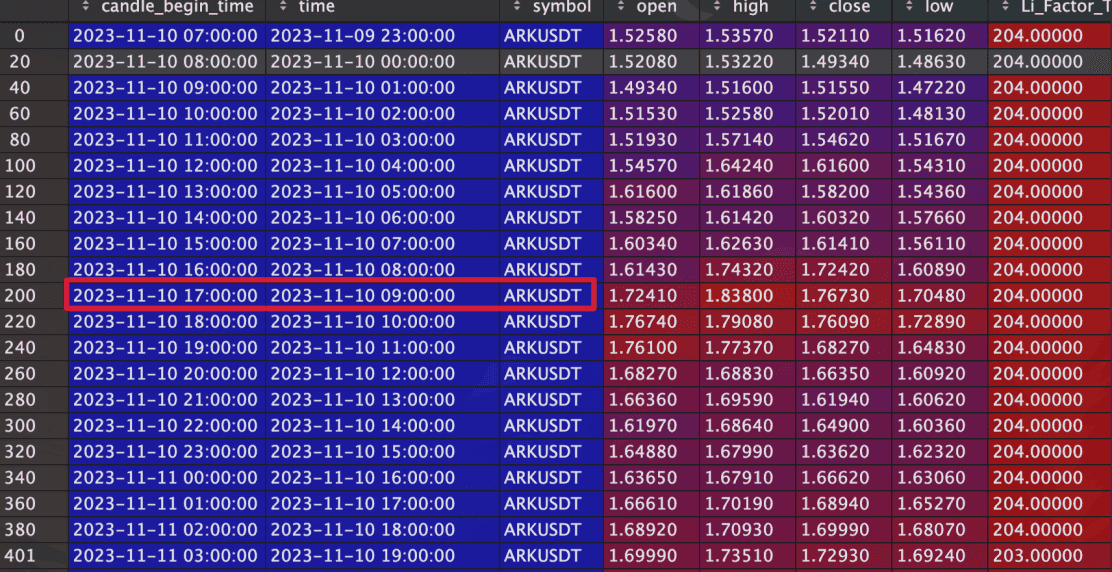 candle_begin_time time symbol open high close low Li_Factor_T
0 2023-11-10 07:00:00 2023-11-09 23:00:00 ARKUSDT 1.52580 1.53570 1.52110 1.51620 204.00000
20 2023-11-10 08:00:00 2023-11-10 00:00:00 ARKUSDT 1.52080 1.53220 1.49340 1.48630 204.00000
40 2023-11-10 09:00:00 2023-11-10 01:00:00 ARKUSDT 1.49340 1.51600 1.51550 1.47220 204.00000
60 2023-11-10 10:00:00 2023-11-10 02:00:00 ARKUSDT 1.51530 1.52580 1.52010 1.48130 204.00000
80 2023-11-10 11:00:00 2023-11-10 03:00:00 ARKUSDT 1.51930 1.57140 1.54620 1.51670 204.00000
100 2023-11-10 12:00:00 2023-11-10 04:00:00 ARKUSDT 1.54570 1.64240 1.61600 1.54310 204.00000
120 2023-11-10 13:00:00 2023-11-10 05:00:00 ARKUSDT 1.61600 1.61860 1.58200 1.54360 204.00000
140 2023-11-10 14:00:00 2023-11-10 06:00:00 ARKUSDT 1.58250 1.61420 1.60320 1.57660 204.00000
160 2023-11-10 15:00:00 2023-11-10 07:00:00 ARKUSDT 1.60340 1.62630 1.61410 1.56110 204.00000
180 2023-11-10 16:00:00 2023-11-10 08:00:00 ARKUSDT 1.61430 1.74320 1.72420 1.60890 204.00000
200 2023-11-10 17:00:00 2023-11-10 09:00:00 ARKUSDT 1.72410 1.83800 1.76730 1.70480 204.00000
220 2023-11-10 18:00:00 2023-11-10 10:00:00 ARKUSDT 1.76740 1.79080 1.76090 1.72890 204.00000
240 2023-11-10 19:00:00 2023-11-10 11:00:00 ARKUSDT 1.76100 1.77370 1.68270 1.64830 204.00000
260 2023-11-10 20:00:00 2023-11-10 12:00:00 ARKUSDT 1.68270 1.68830 1.66350 1.60920 204.00000
280 2023-11-10 21:00:00 2023-11-10 13:00:00 ARKUSDT 1.66360 1.69590 1.61940 1.60620 204.00000
300 2023-11-10 22:00:00 2023-11-10 14:00:00 ARKUSDT 1.61970 1.68640 1.64900 1.60360 204.00000
320 2023-11-10 23:00:00 2023-11-10 15:00:00 ARKUSDT 1.64880 1.67990 1.63620 1.62320 204.00000
340 2023-11-11 00:00:00 2023-11-10 16:00:00 ARKUSDT 1.63650 1.67910 1.66620 1.63060 204.00000
360 2023-11-11 01:00:00 2023-11-10 17:00:00 ARKUSDT 1.66610 1.70190 1.68940 1.65270 204.00000
380 2023-11-11 02:00:00 2023-11-10 18:00:00 ARKUSDT 1.68920 1.70930 1.69990 1.68070 204.00000
401 2023-11-11 03:00:00 2023-11-10 19:00:00 ARKUSDT 1.69990 1.73510 1.72930 1.69240 203.00000